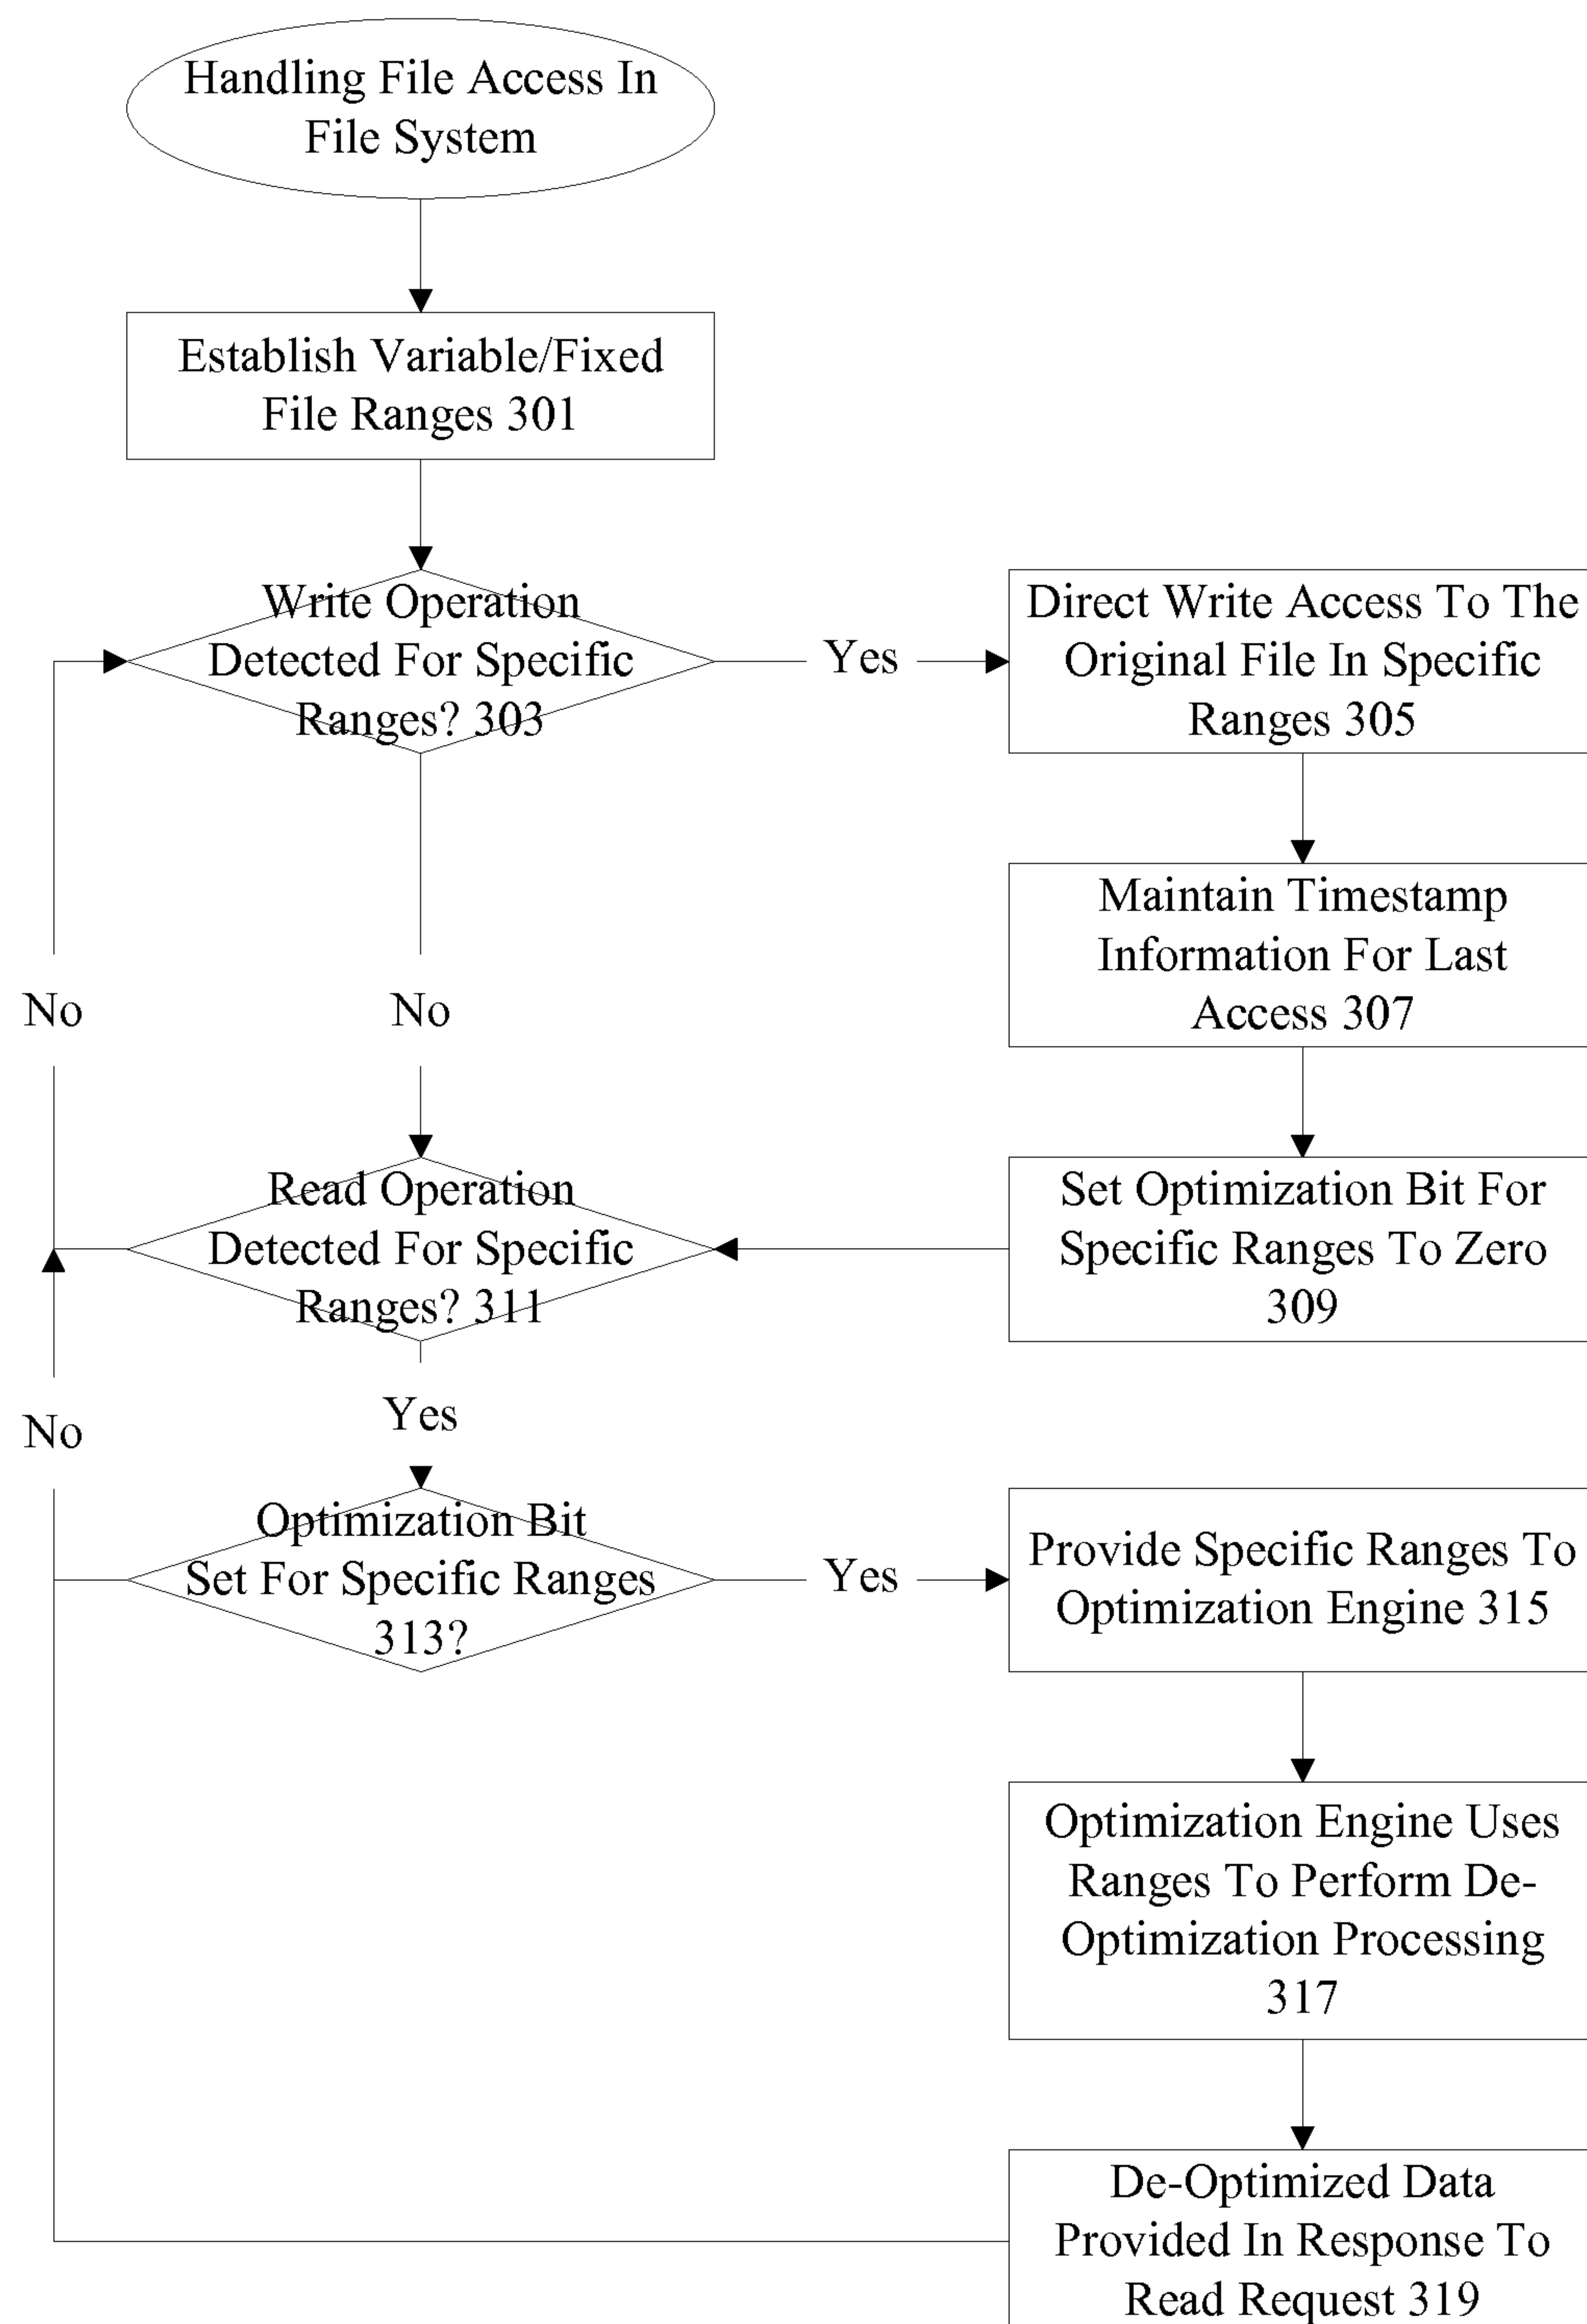 Handling File Access In
File System
Establish Variable/Fixed
File Ranges 301
Write Operation
Detected For Specific
Ranges? 303
Yes
Direct Write Access To The
Original File In Specific
Ranges 305
Maintain Timestamp
Information For Last
Access 307
No
No
Read Operation
Detected For Specific
Ranges? 311
Set Optimization Bit For
Specific Ranges To Zero
309
Yes
No
Optimization Bit
Set For Specific Ranges
313?
Yes
Provide Specific Ranges To
Optimization Engine 315
Optimization Engine Uses
Ranges To Perform De-
Optimization Processing
317
De-Optimized Data
Provided In Response To
Read Request 319